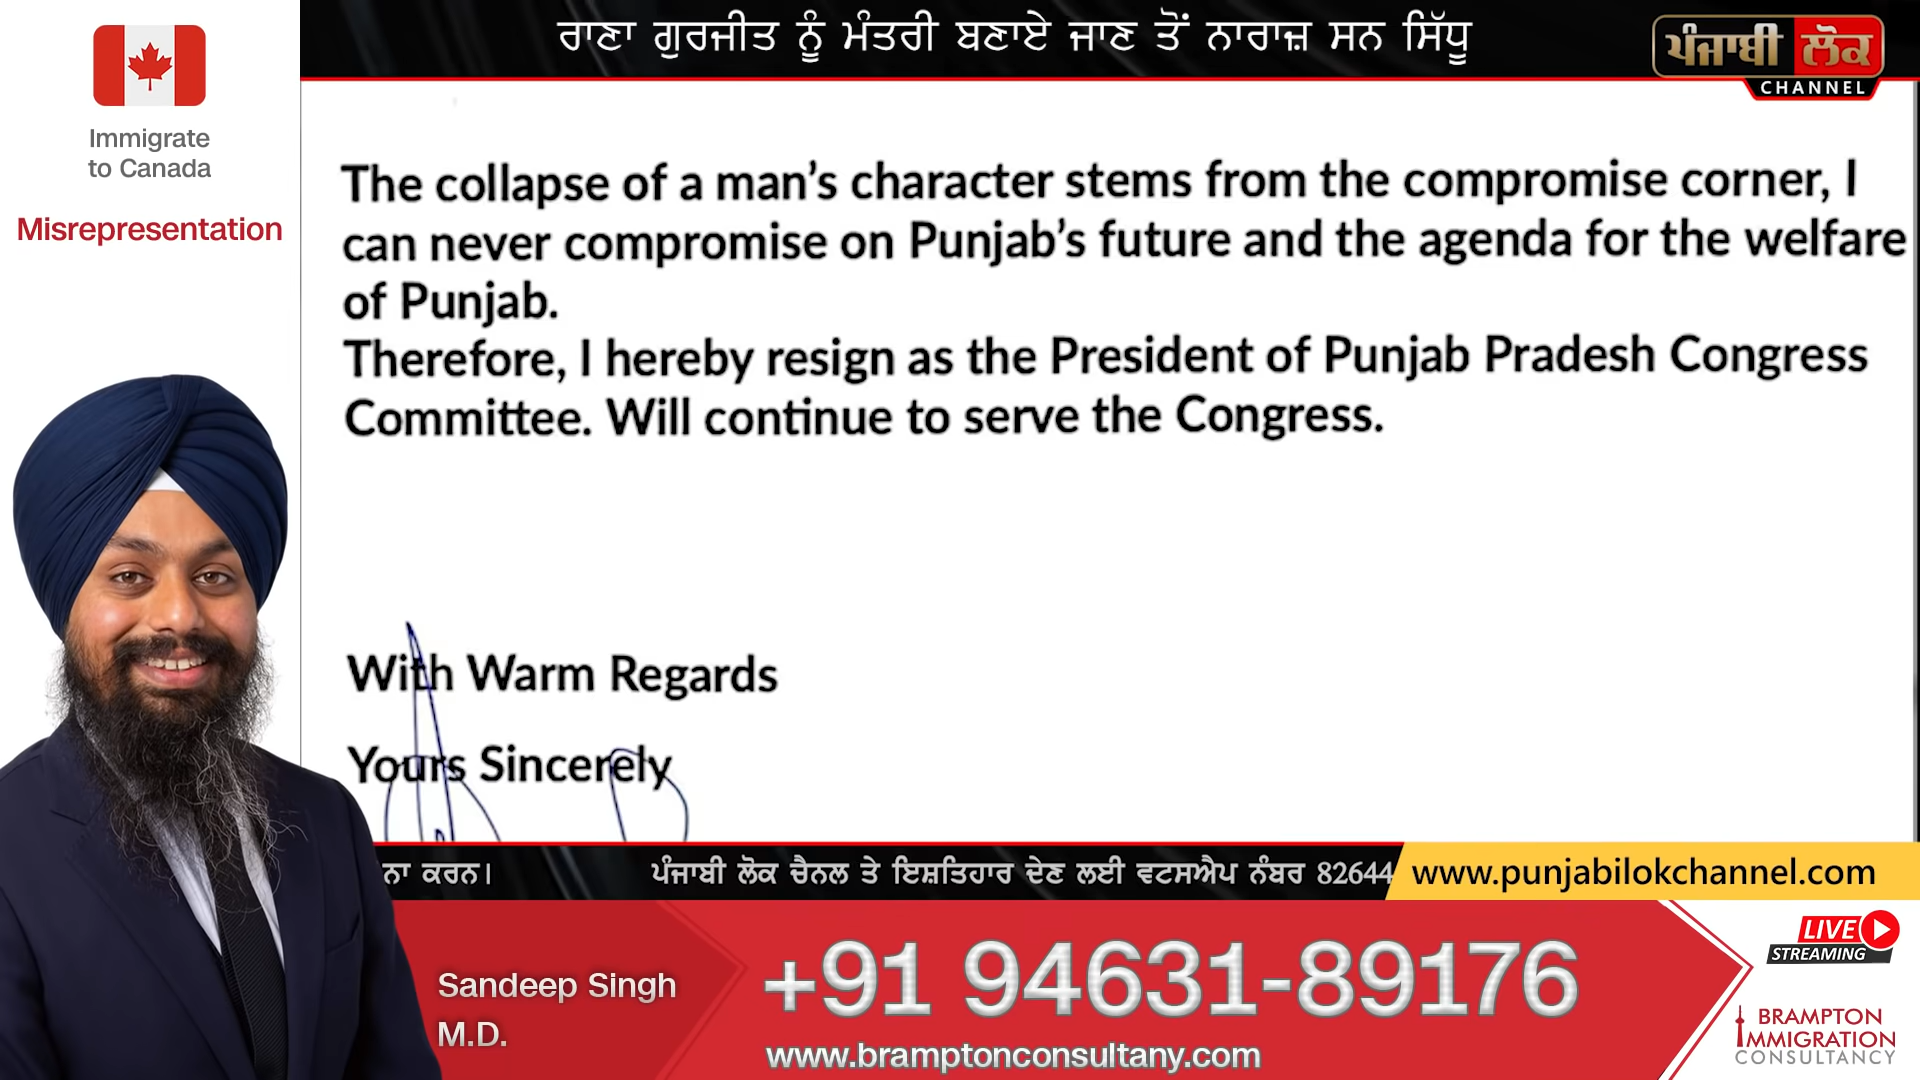 ਰਾਣਾ ਗੁਰਜੀਤ ਨੂੰ ਮੰਤਰੀ ਬਣਾਏ ਜਾਣ ਤੋਂ ਨਾਰਾਜ਼ ਸਨ ਸਿੱਧੂ
ਪੰਜਾਬੀ ਲੋਕ
CHANNEL
Immigrate
to Canada
Misrepresentation
The collapse of a man's character stems from the compromise corner, I
can never compromise on Punjab's future and the agenda for the welfare
of Punjab.
Therefore, I hereby resign as the President of Punjab Pradesh Congress
Committee. Will continue to serve the Congress.
With Warm Regards
Yours Sincerely
ਨਾ ਕਰਨ। ਪੰਜਾਬੀ ਲੋਕ ਚੈਨਲ ਤੇ ਇਸ਼ਤਿਹਾਰ ਦੇਣ ਲਈ ਵਟਸਐਪ ਨੰਬਰ 82644
www.punjabilokchannel.com
Sandeep Singh
M.D.
+91 94631-89176
www.bramptonconsultany.com
LIVE
STREAMING
BRAMPTON
IMMIGRATION
CONSULTANCY